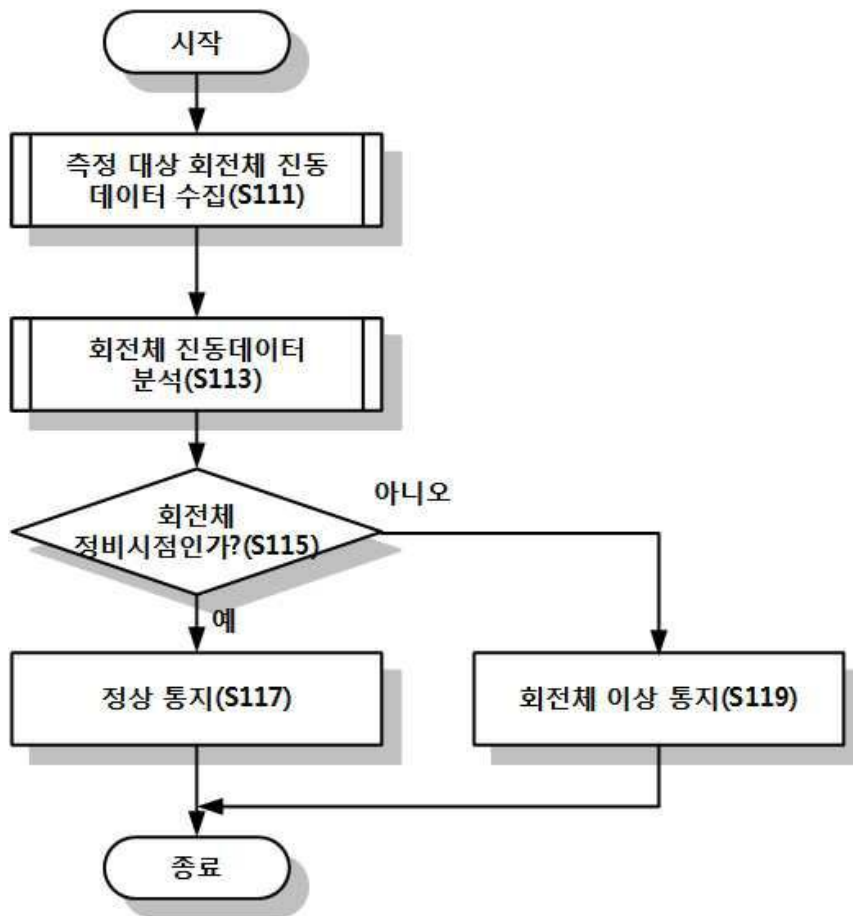 시작
측정 대상 회전체 진동
데이터 수집(S111)
회전체 진동데이터
분석(S113)
아니오
회전체
정비시점인가?(S115)
예
정상 통지(S117)
회전체 이상 통지(S119)
종료